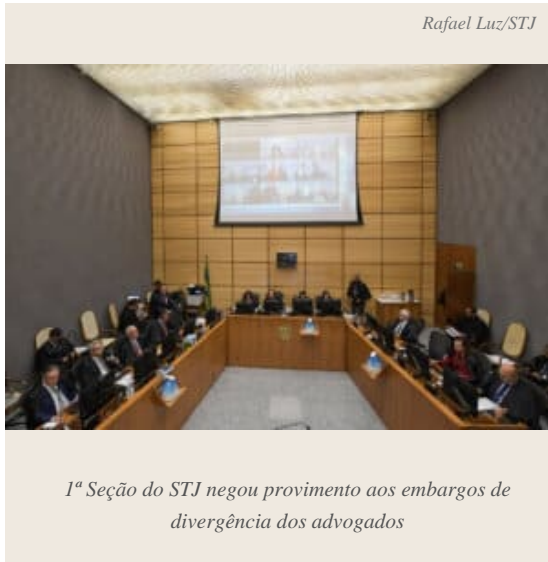 Rafael Luz/STJ
1ª Seção do STJ negou provimento aos embargos de
divergência dos advogados